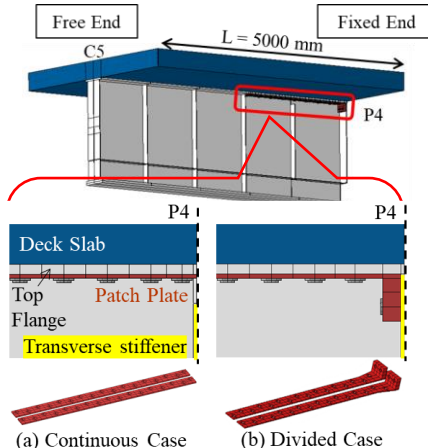 Free End
Fixed End
C5
L = 5000 mm
P4
P4
P4
Deck Slab
Top
Flange
Patch Plate
Transverse stiffener
(a) Continuous Case
(b) Divided Case